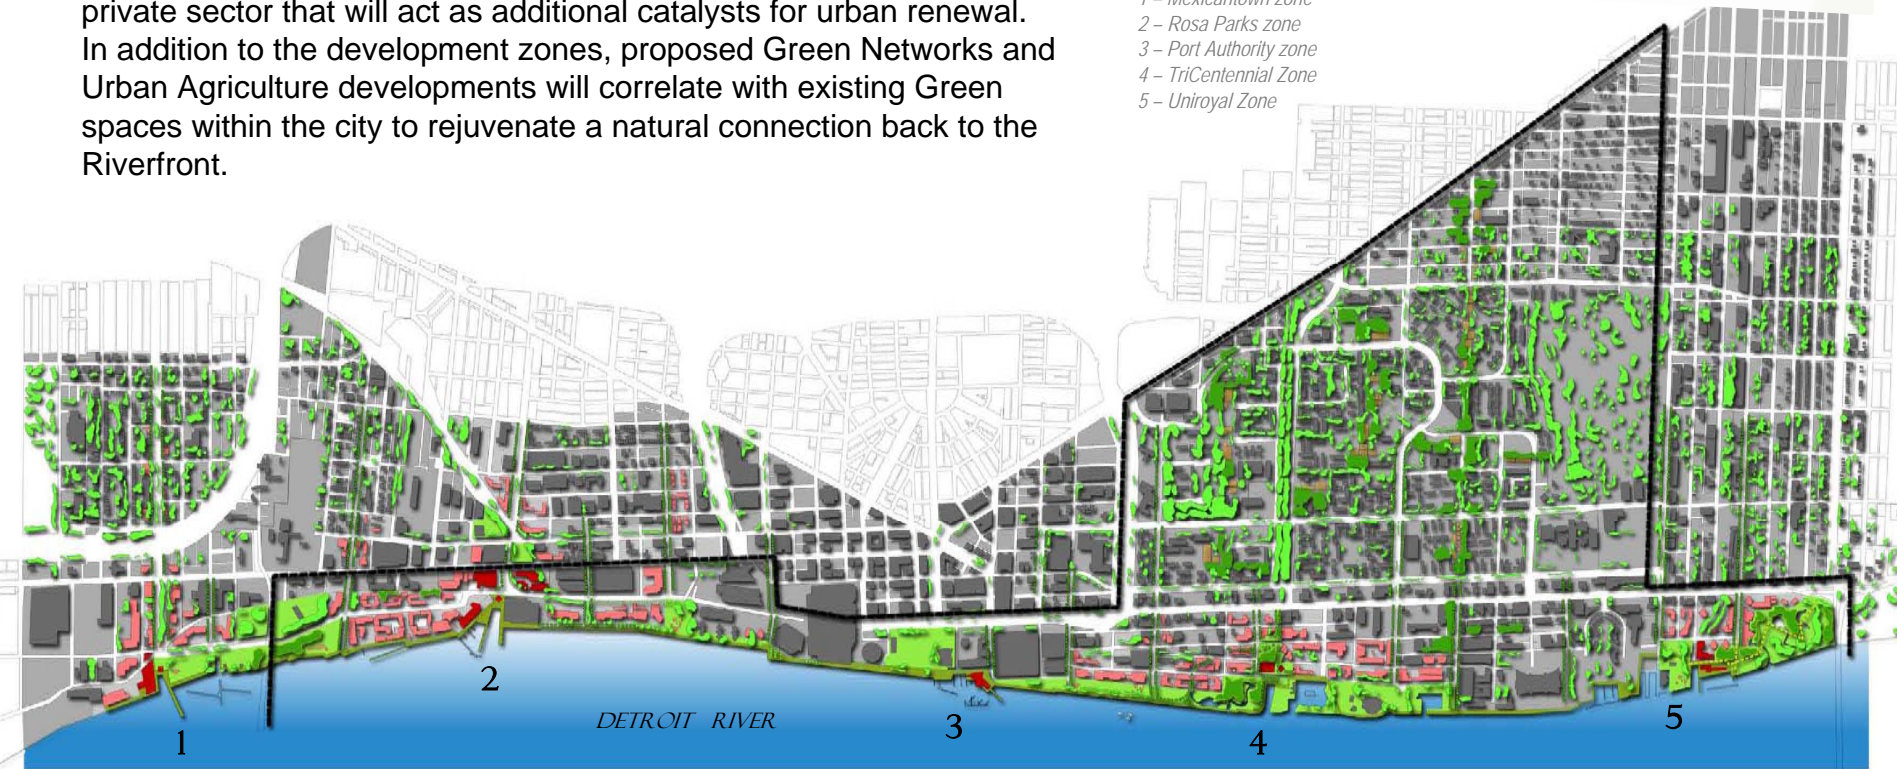 private sector that will act as additional catalysts for urban renewal.
In addition to the development zones, proposed Green Networks and
Urban Agriculture developments will correlate with existing Green
spaces within the city to rejuvenate a natural connection back to the
Riverfront.
1 – Mexicantown zone
2 – Rosa Parks zone
3 – Port Authority zone
4 – TriCentennial Zone
5 – Uniroyal Zone
2
DETROIT RIVER
1
3
4
5